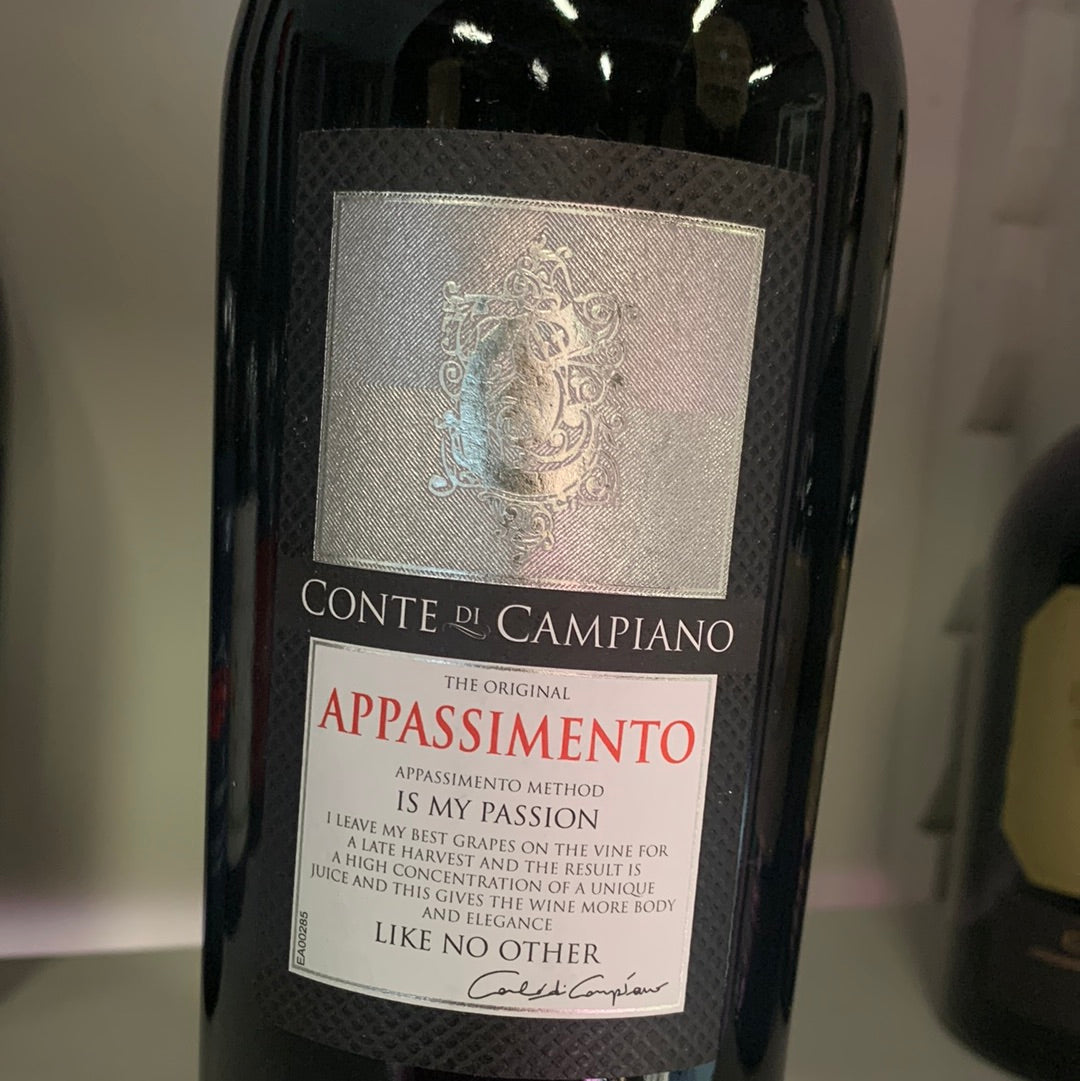 CONTE DI CAMPIANO
THE ORIGINAL
APPASSIMENTO
APPASSIMENTO METHOD
IS MY PASSION
I LEAVE MY BEST GRAPES ON THE VINE FOR
A LATE HARVEST AND THE RESULT IS
A HIGH CONCENTRATION OF A UNIQUE
JUICE AND THIS GIVES THE WINE MORE BODY
AND ELEGANCE
LIKE NO OTHER
EA00285